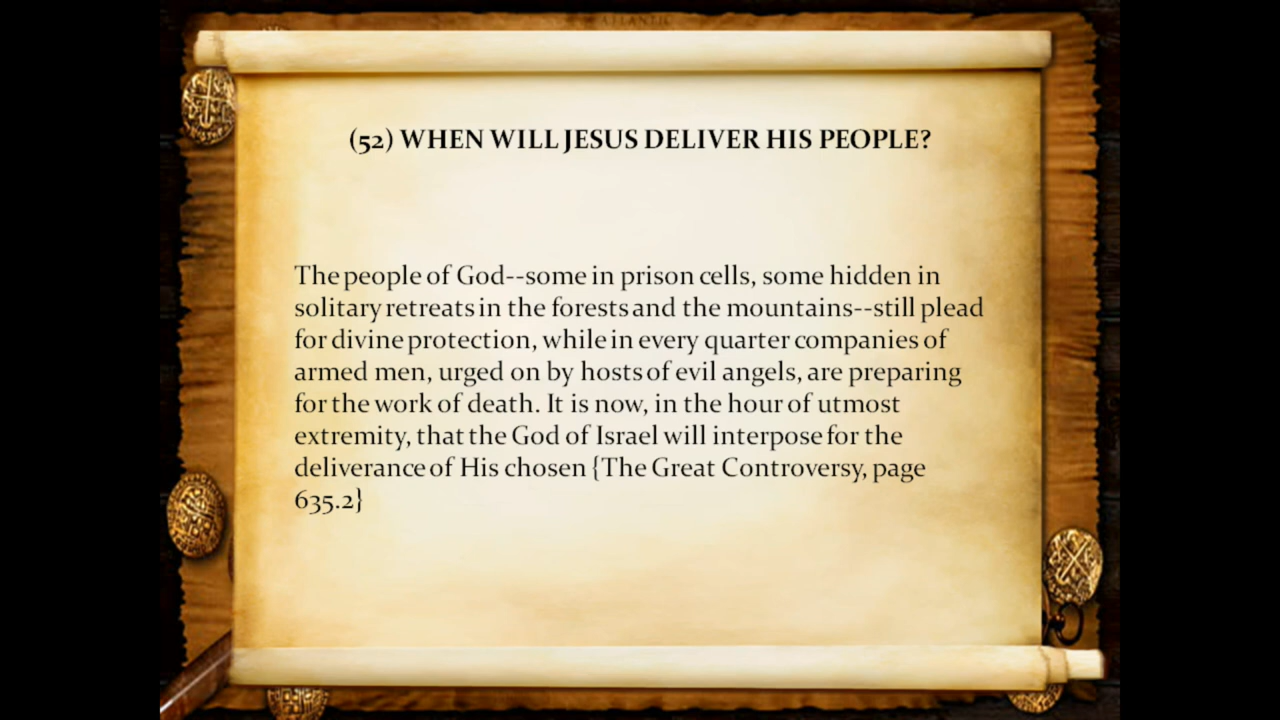 ATLANTIC
(52) WHEN WILL JESUS DELIVER HIS PEOPLE?
The people of God--some in prison cells, some hidden in
solitary retreats in the forests and the mountains--still plead
for divine protection, while in every quarter companies of
armed men, urged on by hosts of evil angels, are preparing
for the work of death. It is now, in the hour of utmost
extremity, that the God of Israel will interpose for the
deliverance of His chosen {The Great Controversy, page
635.2}